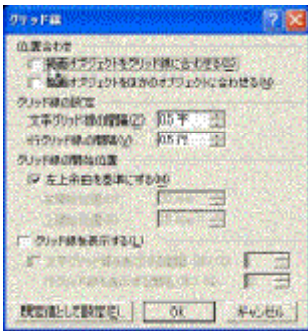 グリッド線
位置合わせ
描画オブジェクトをグリッド線に合わせる(S)
描画オブジェクトをほかのオブジェクトに合わせる(N)
グリッド線の設定
文字グリッド線の間隔(Z) 0.5 字
行グリッド線の間隔(V) 0.5 行
グリッド線の開始位置
左上余白を基準にする(M)
グリッド線を表示する(L)
既定値として設定(E)... OK キャンセル